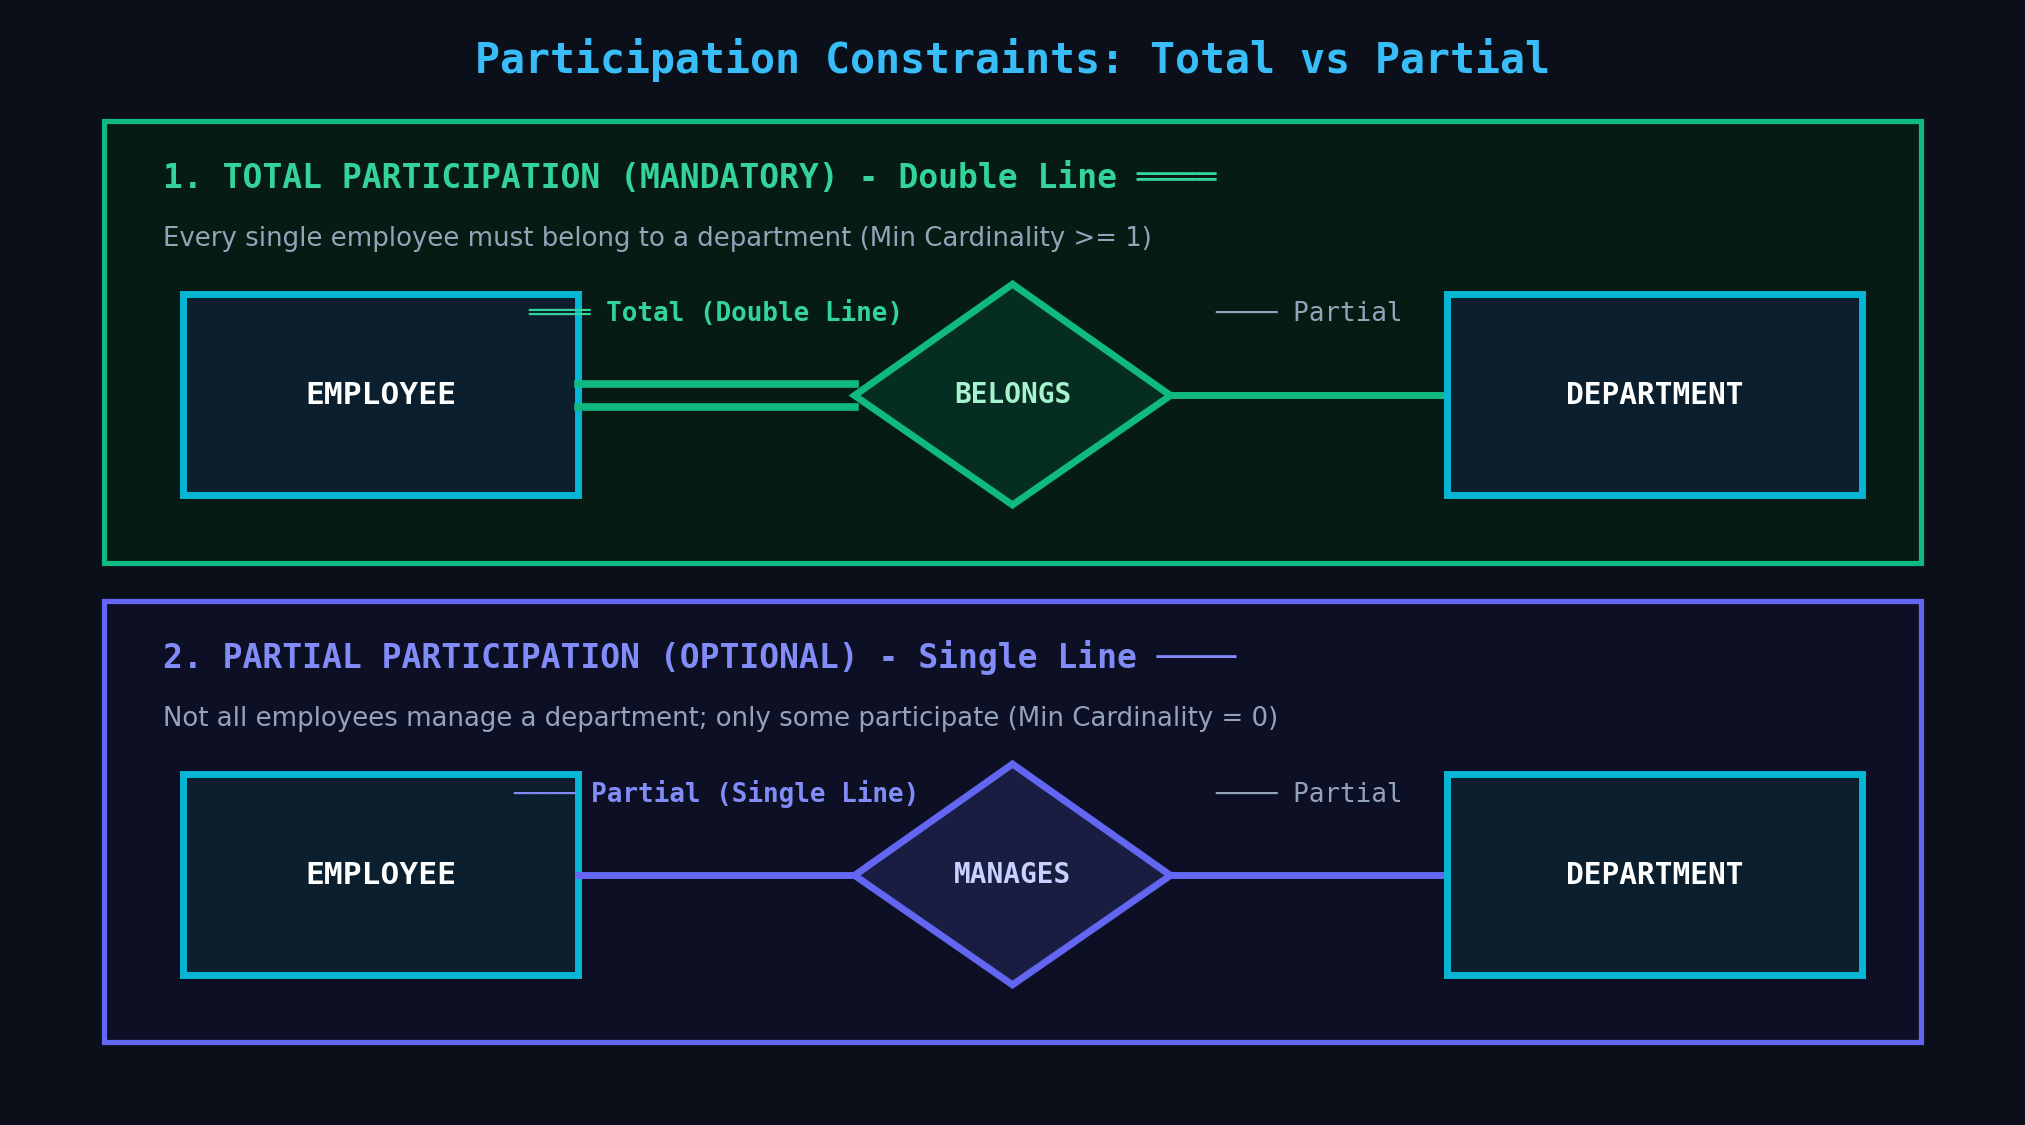 Participation Constraints: Total vs Partial
1. TOTAL PARTICIPATION (MANDATORY) - Double Line ════
Every single employee must belong to a department (Min Cardinality >= 1)
════ Total (Double Line)
──── Partial
EMPLOYEE
BELONGS
DEPARTMENT
2. PARTIAL PARTICIPATION (OPTIONAL) - Single Line ────
Not all employees manage a department; only some participate (Min Cardinality = 0)
──── Partial (Single Line)
──── Partial
EMPLOYEE
MANAGES
DEPARTMENT